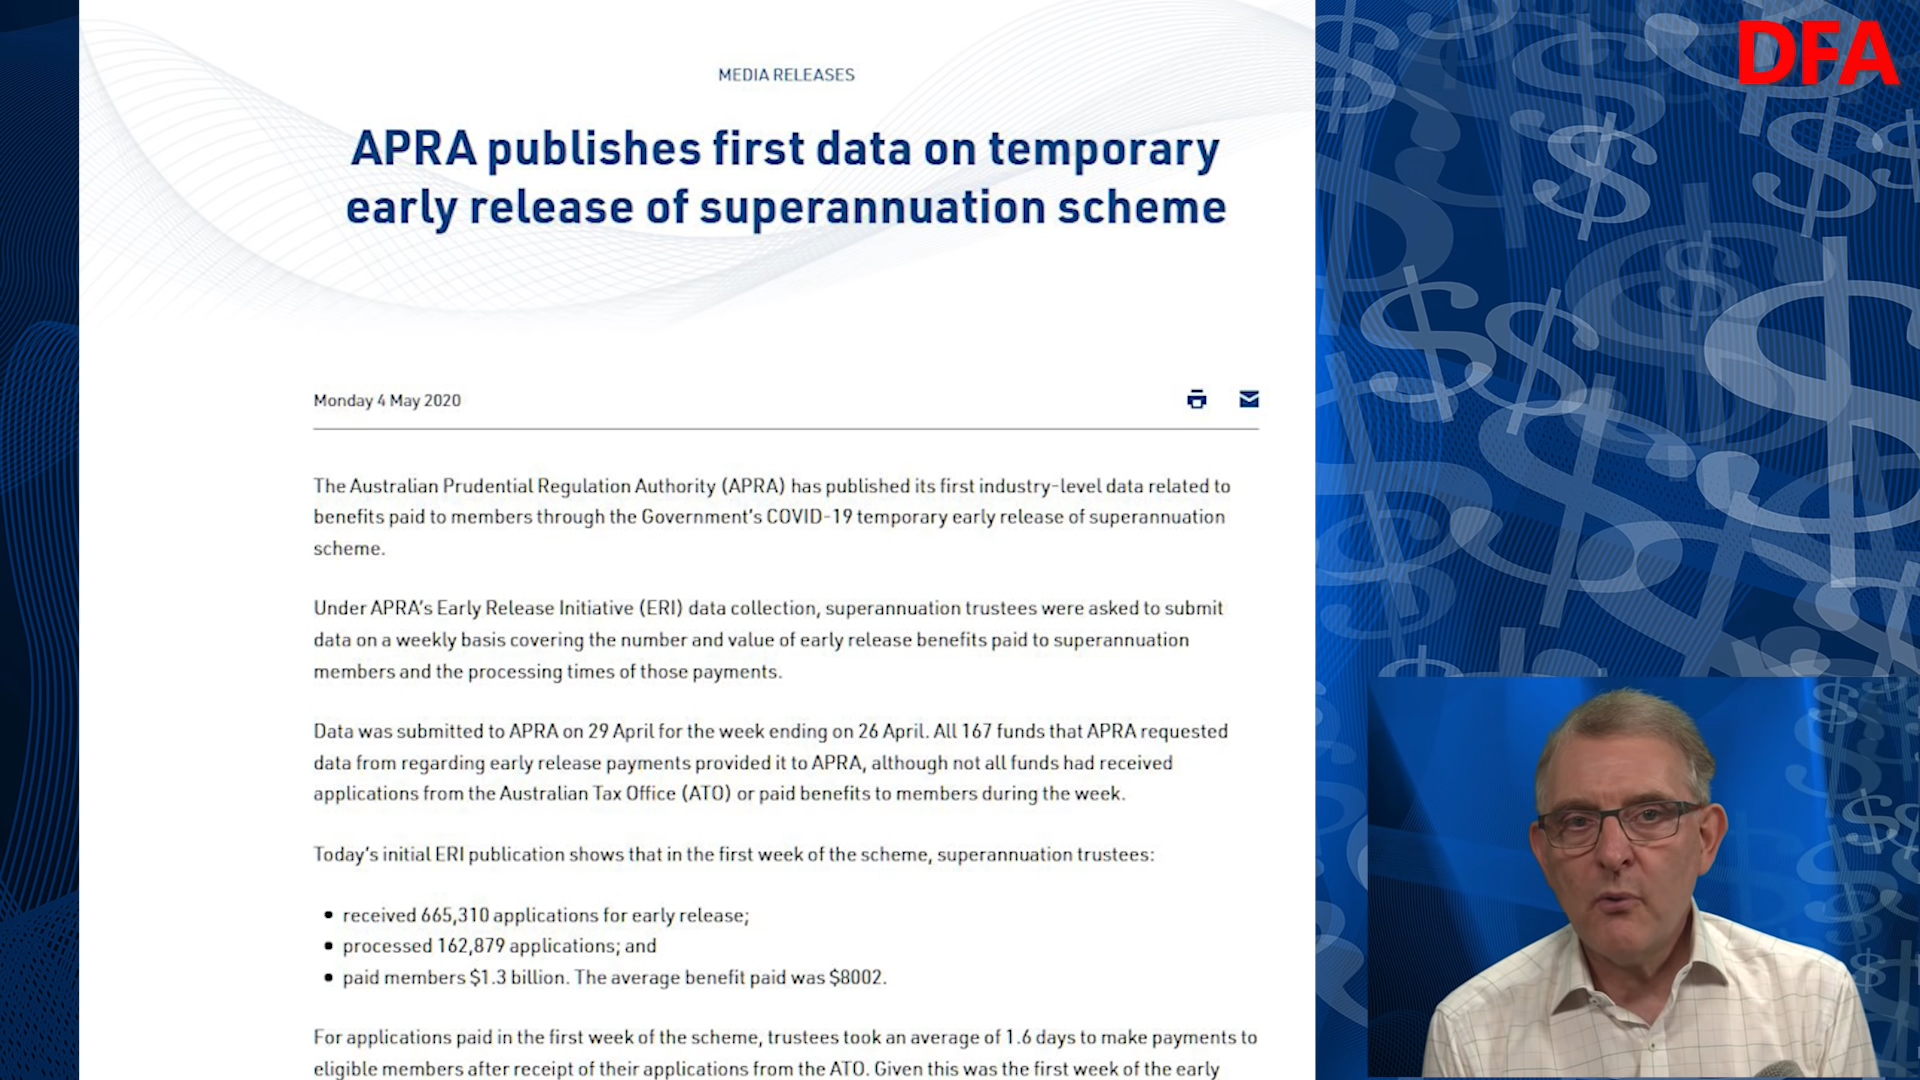 DFA
MEDIA RELEASES
APRA publishes first data on temporary
early release of superannuation scheme
Monday 4 May 2020
The Australian Prudential Regulation Authority (APRA) has published its first industry-level data related to
benefits paid to members through the Government's COVID-19 temporary early release of superannuation
scheme.
Under APRA's Early Release Initiative (ERI) data collection, superannuation trustees were asked to submit
data on a weekly basis covering the number and value of early release benefits paid to superannuation
members and the processing times of those payments.
Data was submitted to APRA on 29 April for the week ending on 26 April. All 167 funds that APRA requested
data from regarding early release payments provided it to APRA, although not all funds had received
applications from the Australian Tax Office (ATO) or paid benefits to members during the week.
Today's initial ERI publication shows that in the first week of the scheme, superannuation trustees:
• received 665,310 applications for early release;
• processed 162,879 applications; and
• paid members $1.3 billion. The average benefit paid was $8002.
For applications paid in the first week of the scheme, trustees took an average of 1.6 days to make payments to
eligible members after receipt of their applications from the ATO. Given this was the first week of the early